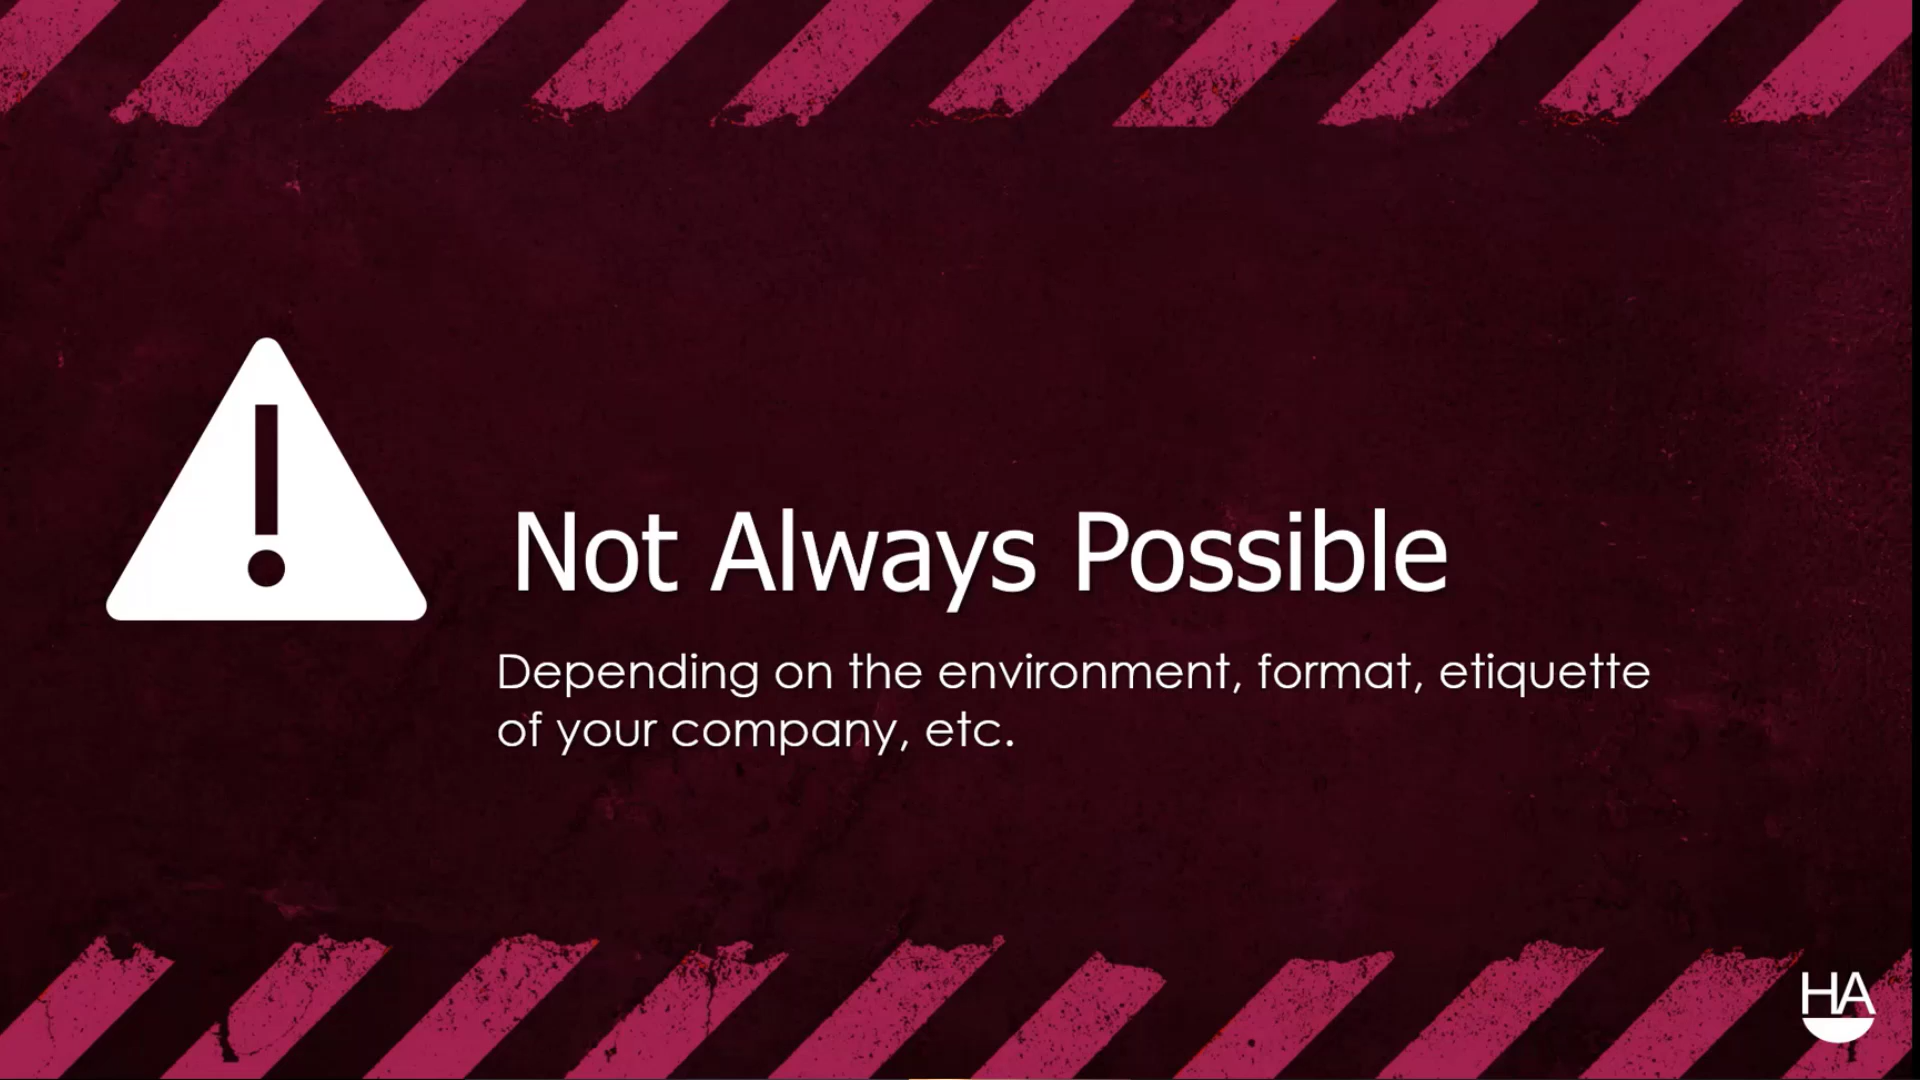 Not Always Possible
Depending on the environment, format, etiquette
of your company, etc.
HA